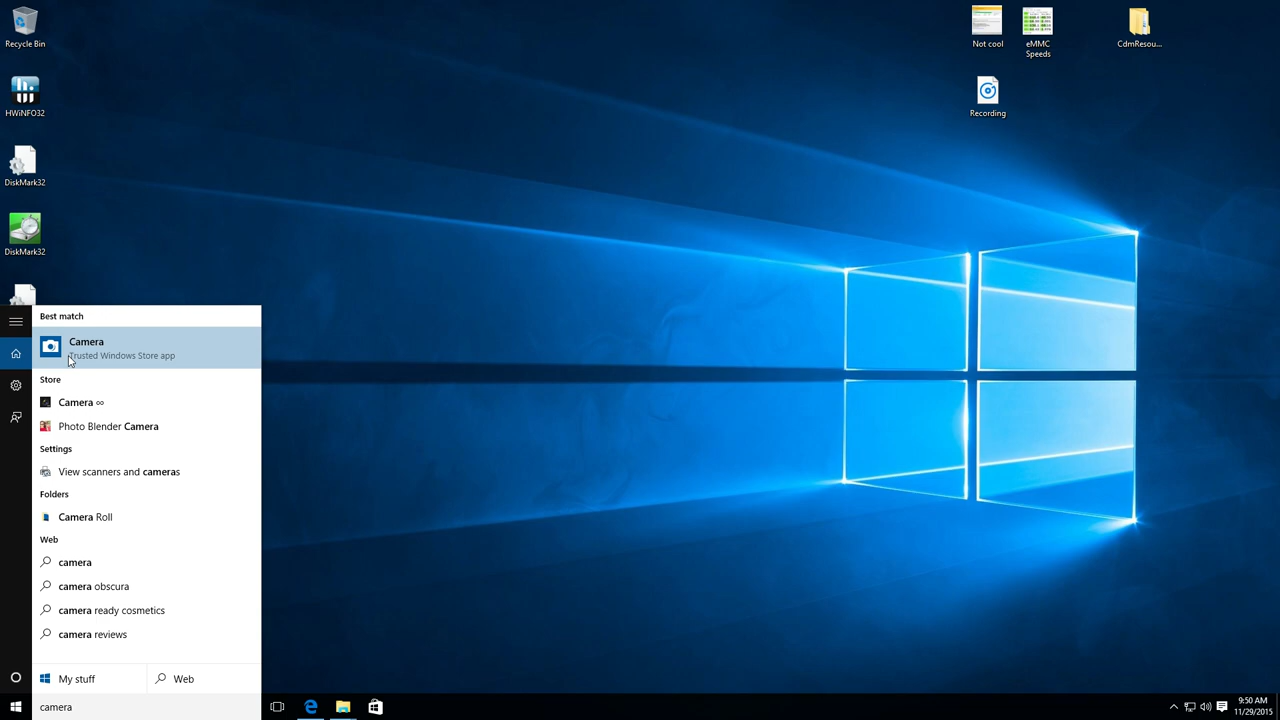 Recycle Bin
HWiNFO32
DiskMark32
DiskMark32
Not cool
eMMC
Speeds
CdmResou...
Recording
Best match
Camera
Trusted Windows Store app
Store
Camera ∞
Photo Blender Camera
Settings
View scanners and cameras
Folders
Camera Roll
Web
camera
camera obscura
camera ready cosmetics
camera reviews
My stuff
Web
camera
9:50 AM
11/29/2015